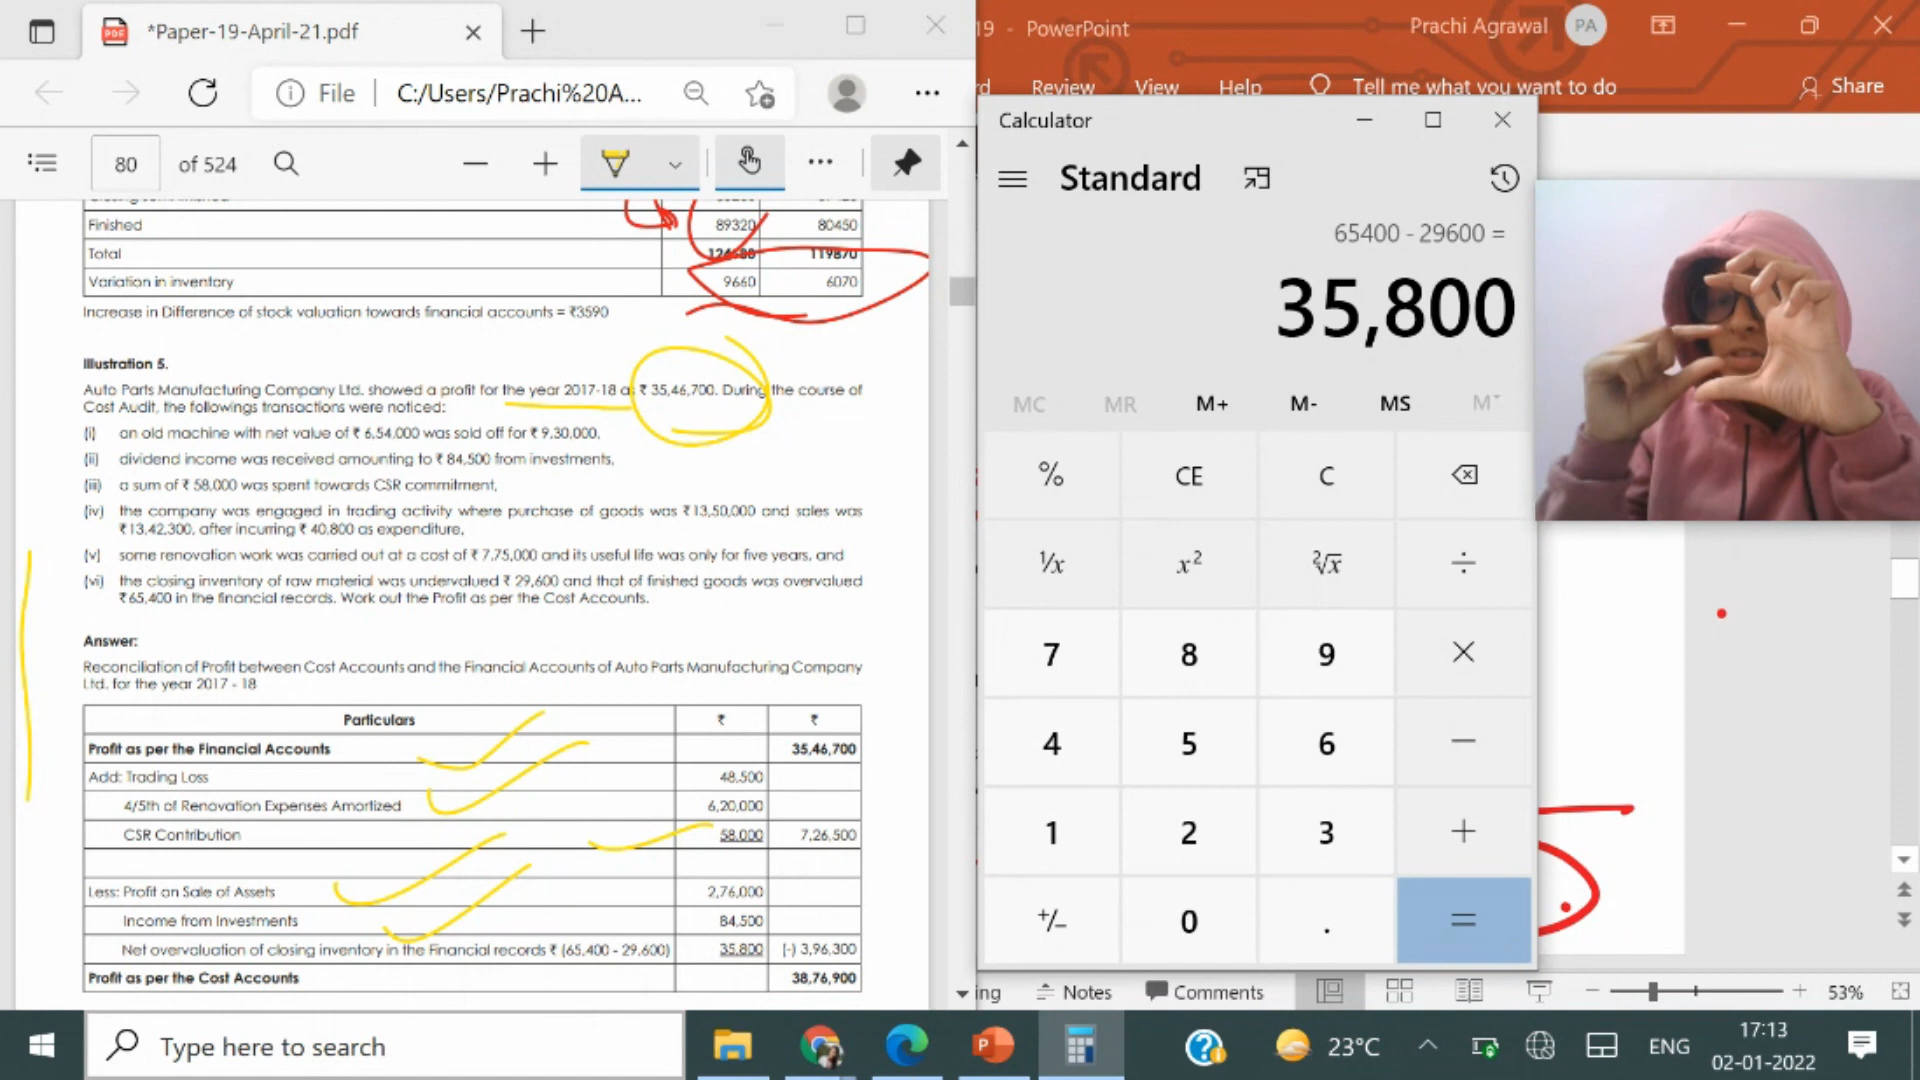 *Paper-19-April-21.pdf
File
C:/Users/Prachi%20A...
80 of 524
Finished 89320 80450
Total 119870
Variation in inventory 9660 6070
Increase in Difference of stock valuation towards financial accounts = ₹3590
Illustration 5.
Auto Parts Manufacturing Company Ltd. showed a profit for the year 2017-18 a ₹ 35,46,700. During the course of
Cost Audit, the followings transactions were noticed:
(i) an old machine with net value of ₹ 6,54,000 was sold off for ₹ 9,30,000,
(ii) dividend income was received amounting to ₹ 84,500 from investments,
(iii) a sum of ₹ 58,000 was spent towards CSR commitment,
(iv) the company was engaged in trading activity where purchase of goods was ₹13,50,000 and sales was
₹13,42,300, after incurring ₹ 40,800 as expenditure,
(v) some renovation work was carried out at a cost of ₹ 7,75,000 and its useful life was only for five years, and
(vi) the closing inventory of raw material was undervalued ₹ 29,600 and that of finished goods was overvalued
₹65,400 in the financial records. Work out the Profit as per the Cost Accounts.
Answer:
Reconciliation of Profit between Cost Accounts and the Financial Accounts of Auto Parts Manufacturing Company
Ltd. for the year 2017 - 18
Particulars ₹ ₹
Profit as per the Financial Accounts 35,46,700
Add: Trading Loss 48,500
4/5th of Renovation Expenses Amortized 6,20,000
CSR Contribution 58,000 7,26,500
Less: Profit on Sale of Assets 2,76,000
Income from Investments 84,500
Net overvaluation of closing inventory in the Financial records ₹ (65,400 - 29,600) 35,800 (-) 3,96,300
Profit as per the Cost Accounts 38,76,900
19 - PowerPoint
Prachi Agrawal PA
d Review View Help Tell me what you want to do Share
Calculator
Standard
65400 - 29600 =
35,800
MC MR M+ M- MS M˅
% CE C
¹/x x² ²√x ÷
7 8 9 ×
4 5 6 −
1 2 3 +
+/− 0 . =
ing Notes Comments 53%
Type here to search
23°C
ENG
17:13
02-01-2022